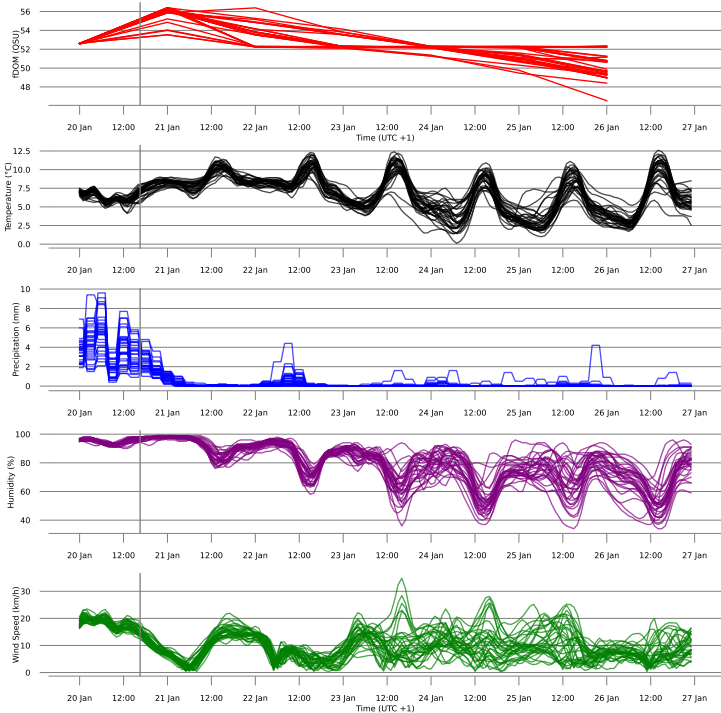 56
54
52
50
48
fDOM (QSU)
20 Jan 12:00 21 Jan 12:00 22 Jan 12:00 23 Jan 12:00 24 Jan 12:00 25 Jan 12:00 26 Jan 12:00 27 Jan
Time (UTC +1)
12.5
10.0
7.5
5.0
2.5
0.0
Temperature (°C)
20 Jan 12:00 21 Jan 12:00 22 Jan 12:00 23 Jan 12:00 24 Jan 12:00 25 Jan 12:00 26 Jan 12:00 27 Jan
10
8
6
4
2
0
Precipitation (mm)
20 Jan 12:00 21 Jan 12:00 22 Jan 12:00 23 Jan 12:00 24 Jan 12:00 25 Jan 12:00 26 Jan 12:00 27 Jan
100
80
60
40
Humidity (%)
20 Jan 12:00 21 Jan 12:00 22 Jan 12:00 23 Jan 12:00 24 Jan 12:00 25 Jan 12:00 26 Jan 12:00 27 Jan
30
20
10
0
Wind Speed (km/h)
20 Jan 12:00 21 Jan 12:00 22 Jan 12:00 23 Jan 12:00 24 Jan 12:00 25 Jan 12:00 26 Jan 12:00 27 Jan
Time (UTC +1)